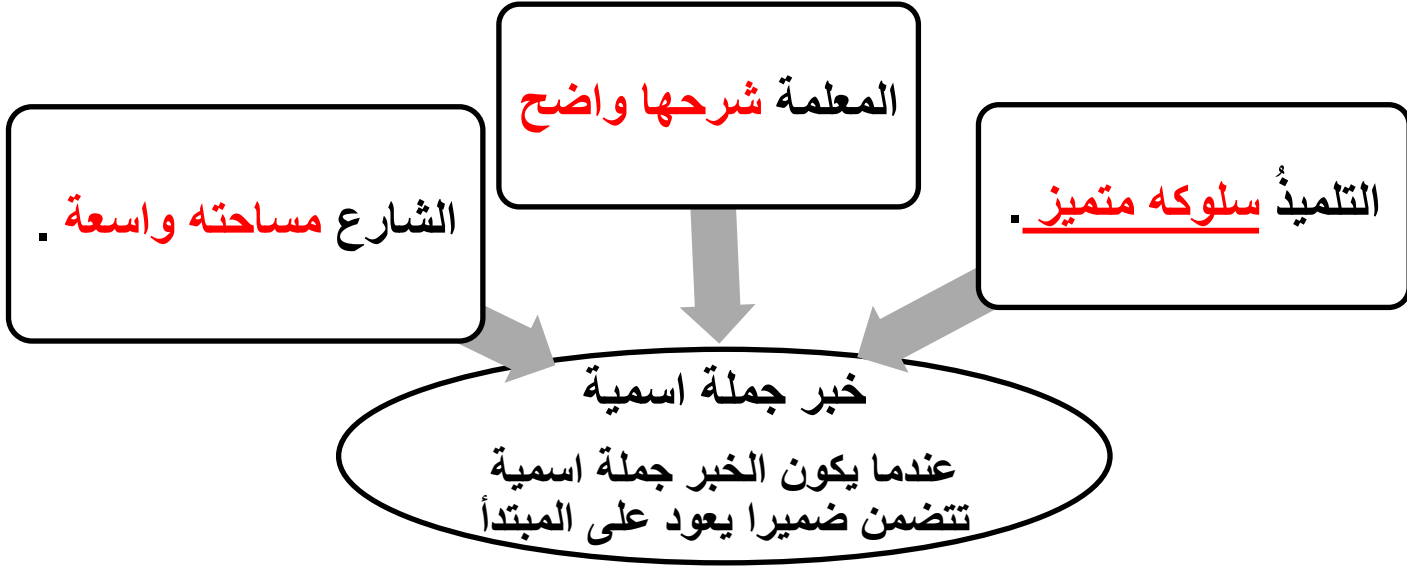 التلميذُ سلوكه متميز .
المعلمة شرحها واضح
الشارع مساحته واسعة .
خبر جملة اسمية
عندما يكون الخبر جملة اسمية
تتضمن ضميرا يعود على المبتدأ